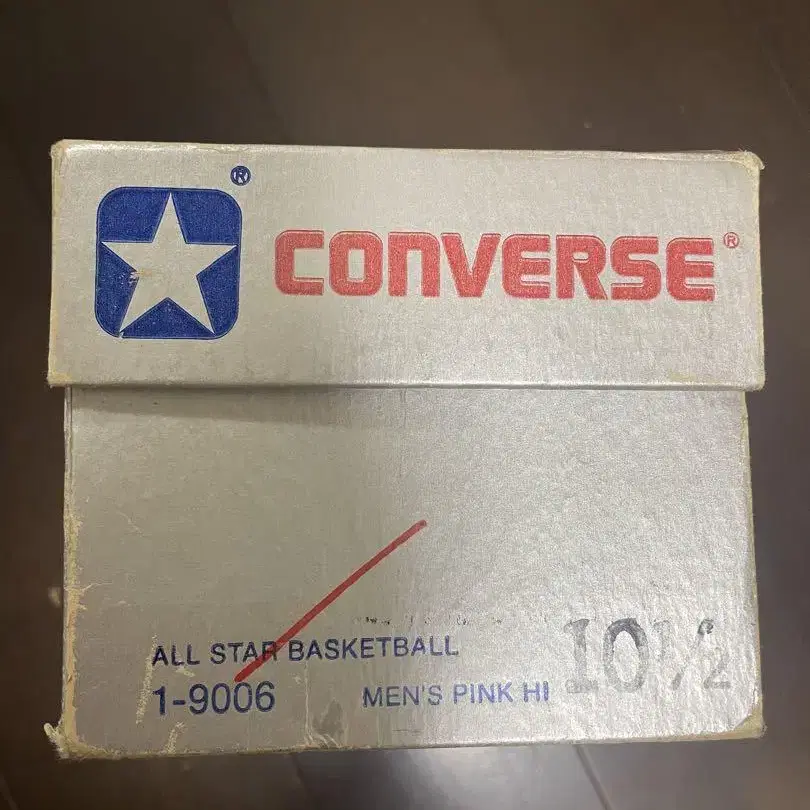 ®
CONVERSE®
ALL STAR BASKETBALL
1-9006 MEN'S PINK HI 10½